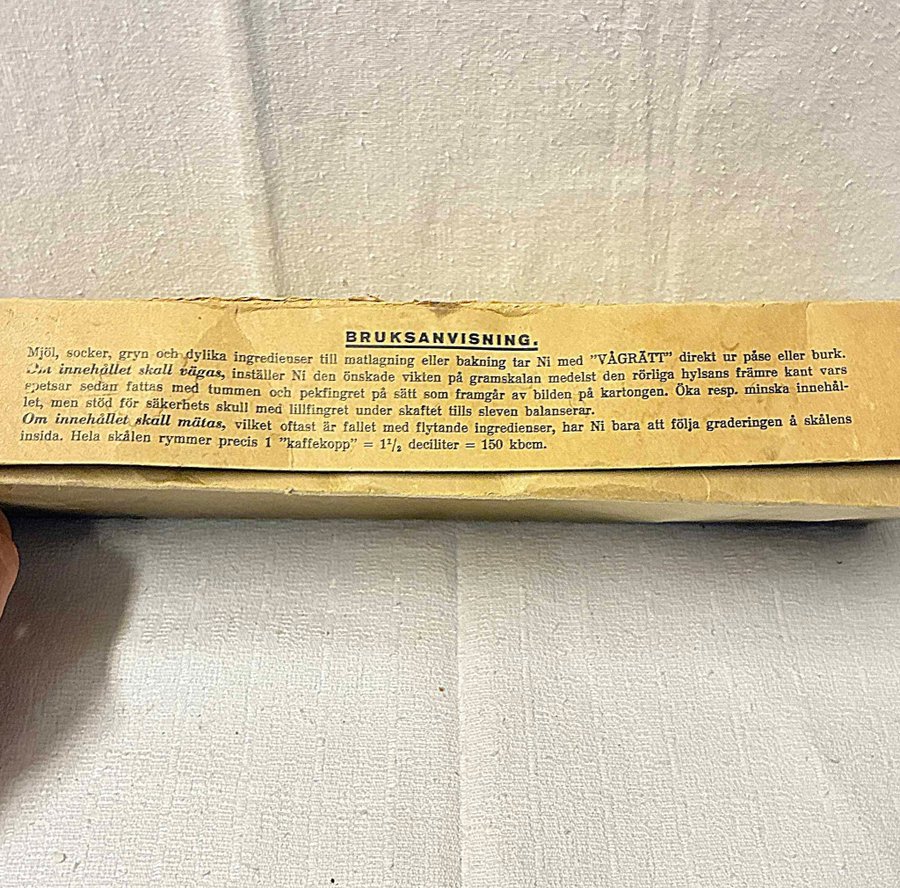 BRUKSANVISNING.
Mjöl, socker, gryn och dylika ingredienser till matlagning eller bakning tar Ni med ”VÅGRÄTT” direkt ur påse eller burk.
Om innehållet skall vägas, inställer Ni den önskade vikten på gramskalan medelst den rörliga hylsans främre kant vars
spetsar sedan fattas med tummen och pekfingret på sätt som framgår av bilden på kartongen. Öka resp. minska innehål-
let, men stöd för säkerhets skull med lillfingret under skaftet tills sleven balanserar.
Om innehållet skall mätas, vilket oftast är fallet med flytande ingredienser, har Ni bara att följa graderingen å skålens
insida. Hela skålen rymmer precis 1 ”kaffekopp” = 1¹/₂ deciliter = 150 kbcm.